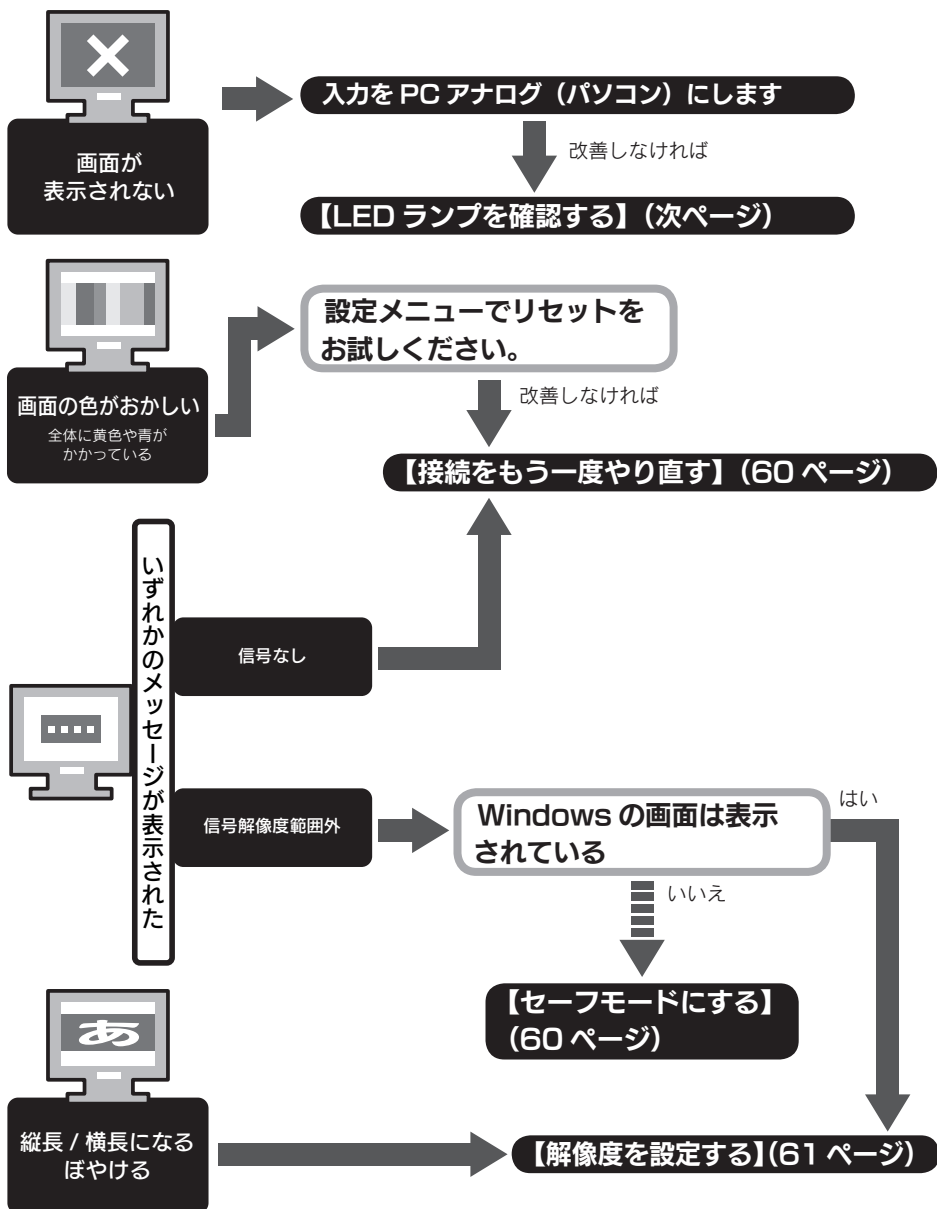 入力を PC アナログ（パソコン）にします
画面が
表示されない
改善しなければ
【LED ランプを確認する】（次ページ）
設定メニューでリセットを
お試しください。
画面の色がおかしい
全体に黄色や青が
かかっている
改善しなければ
【接続をもう一度やり直す】（60 ページ）
いずれかのメッセージが表示された
信号なし
信号解像度範囲外
Windows の画面は表示
されている
はい
いいえ
【セーフモードにする】
（60 ページ）
あ
縦長 / 横長になる
ぼやける
【解像度を設定する】（61 ページ）